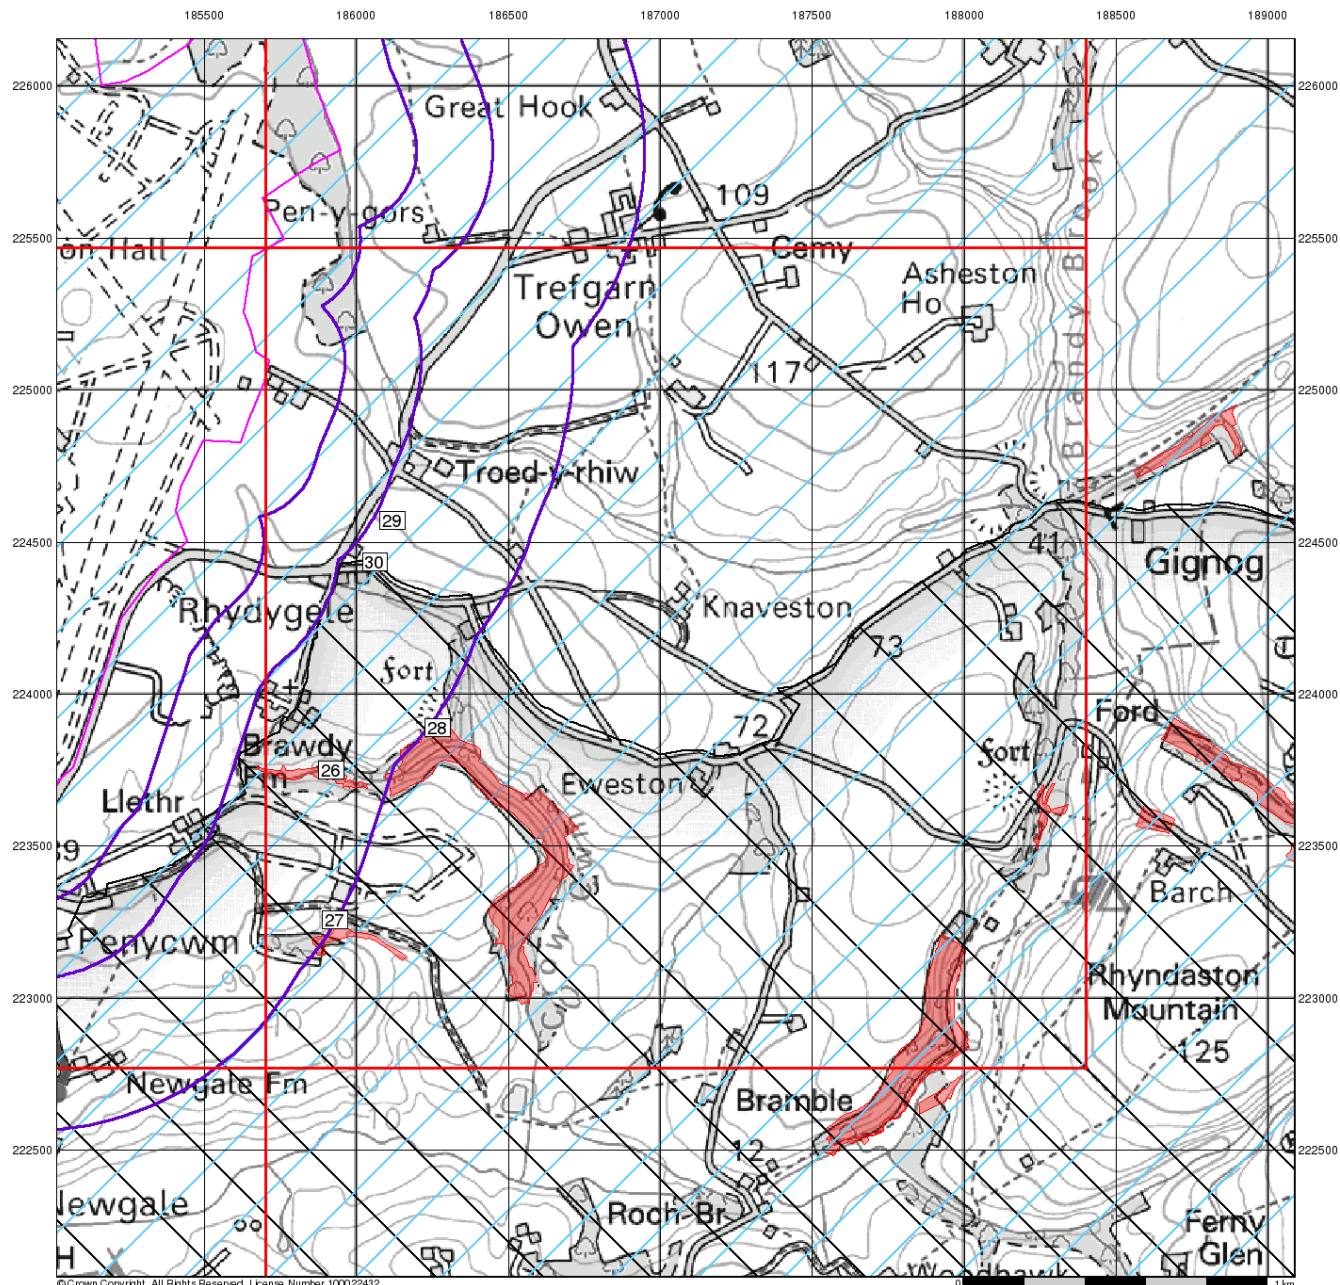 185500 186000 186500 187000 187500 188000 188500 189000
226000 226000
Great Hook
Brandy Brook
109
Pen-y-gors
225500 225500
on Hall
Cemy
Trefgarn
Owen
Asheston
Ho
225000 225000
117
Troed-y-rhiw
29
224500 224500
41
Gignog
30
Rhydygele
Knaveston
73
fort
224000 224000
Ford
72
28
Brawdy
fort
26
Eweston
Llethr
223500 223500
Barch
27
Penycwm
90
223000 223000
Rhyndaston
Mountain
125
Newgale Fm
Bramble
222500 222500
12
Newgale
Roch Br
Ferny
Glen
© Crown Copyright. All Rights Reserved. License Number 100022432
0 1 km